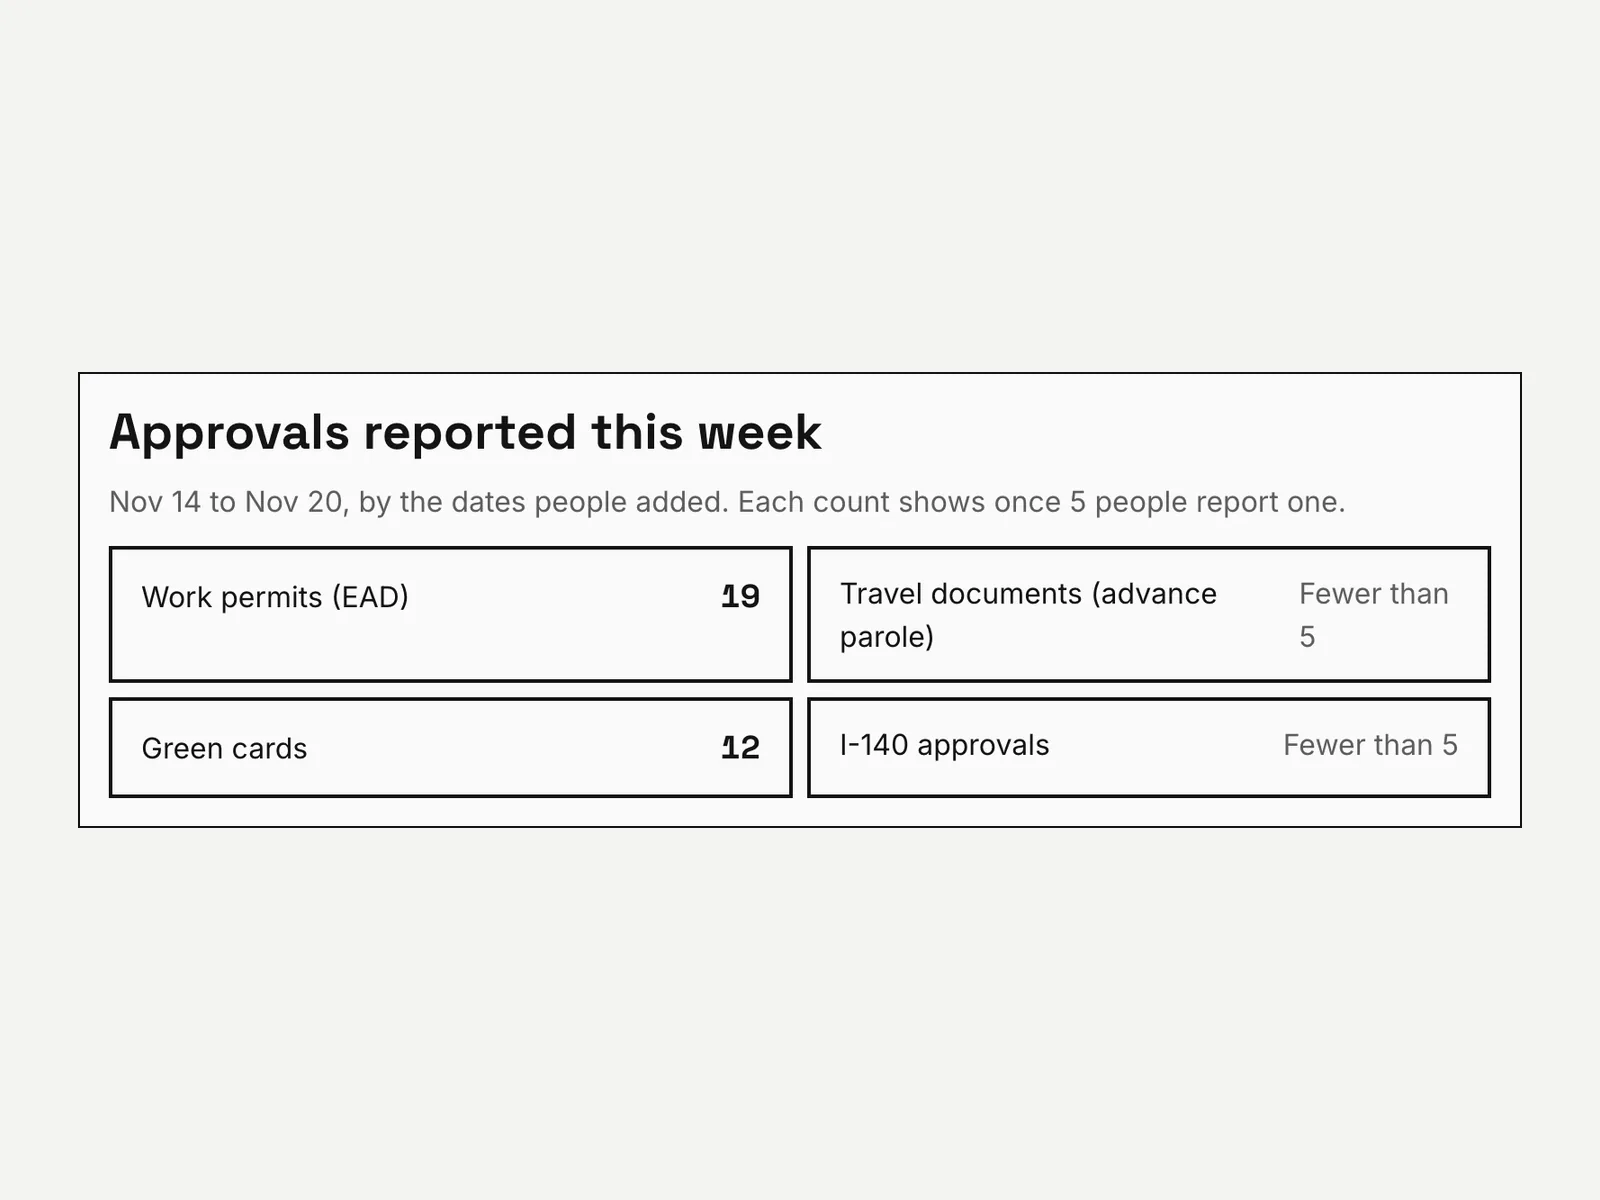 Approvals reported this week
Nov 14 to Nov 20, by the dates people added. Each count shows once 5 people report one.
Work permits (EAD)
19
Travel documents (advance
parole)
Fewer than
5
Green cards
12
I-140 approvals
Fewer than 5